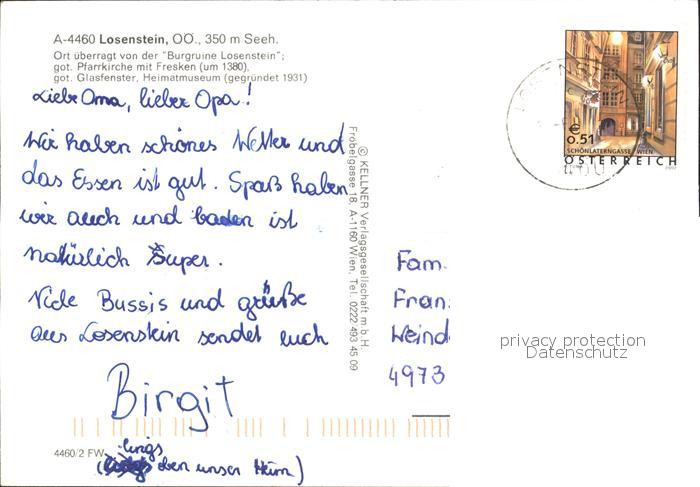 A-4460 Losenstein, OÖ., 350 m Seeh.
Ort überragt von der "Burgruine Losenstein";
got. Pfarrkirche mit Fresken (um 1380),
got. Glasfenster, Heimatmuseum (gegründet 1931)
Liebe Oma, lieber Opa!
Wir haben schönes Wetter und
das Essen ist gut. Spaß haben
wir auch und baden ist
natürlich Super.
Viele Bussis und grüße
aus Losenstein sendet euch
Birgit
lings
( oben unser Heim)
4460/2 FW
© KELLNER Verlagsgesellschaft m. b. H.
Fröbelgasse 18, A-1160 Wien, Tel. 0222 493 45 09
€
0.51
SCHÖNLATERNGASSE, WIEN
ÖSTERREICH
Fam.
Fran
Weind
4973
privacy protection
Datenschutz